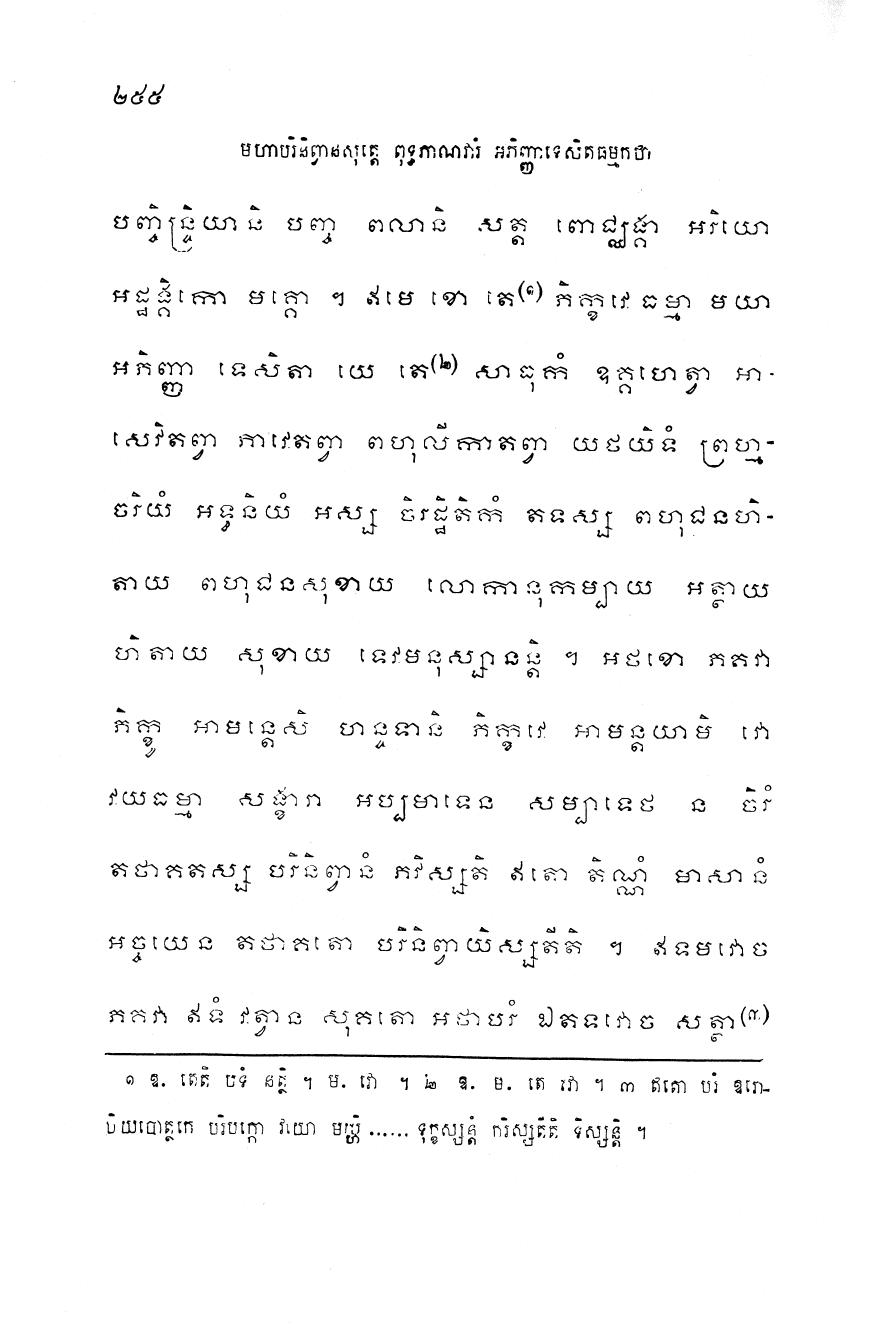 ២៥៥
មហាបរិនិព្វានសុត្តេ ពុទ្ធភាណវារំ អភិញ្ញាទេសិតធម្មកថា
បញ្ចិន្ទ្រិយានិ បញ្ច ពលានិ សត្ត ពោជ្ឈង្គា អរិយោ
អដ្ឋង្គិកោ មគ្គោ ។ ឥមេ ខោ តេ(១) ភិក្ខវេ ធម្មា មយា
អភិញ្ញា ទេសិតា យេ តេ(២) សាធុកំ ឧគ្គហេត្វា អា-
សេវិតព្វា ភាវេតព្វា ពហុលីកាតព្វា យថយិទំ ព្រហ្ម-
ចរិយំ អទ្ធនិយំ អស្ស ចិរដ្ឋិតិកំ តទស្ស ពហុជនហិ-
តាយ ពហុជនសុខាយ លោកានុកម្បាយ អត្ថាយ
ហិតាយ សុខាយ ទេវមនុស្សានន្តិ ។ អថខោ ភគវា
ភិក្ខូ អាមន្តេសិ ហន្ទទានិ ភិក្ខវេ អាមន្តយាមិ វោ
វយធម្មា សង្ខារា អប្បមាទេន សម្បាទេថ ន ចិរំ
តថាគតស្ស បរិនិព្វានំ ភវិស្សតិ ឥតោ តិណ្ណំ មាសានំ
អច្ចយេន តថាគតោ បរិនិព្វាយិស្សតីតិ ។ ឥទមវោច
ភគវា ឥទំ វត្វាន សុគតោ អថាបរំ ឯតទវោច សត្ថា(៣)
១ ឱ. តេតិ បទំ នត្ថិ ។ ម. វោ ។ ២ ឱ. ម. តេ វោ ។ ៣ ឥតោ បរំ ឱរោ-
បិយបោត្ថកេ បរិបក្កោ វយោ មយ្ហំ ...... ទុក្ខស្សន្តំ ករិស្សតីតិ ទិស្សន្តិ ។